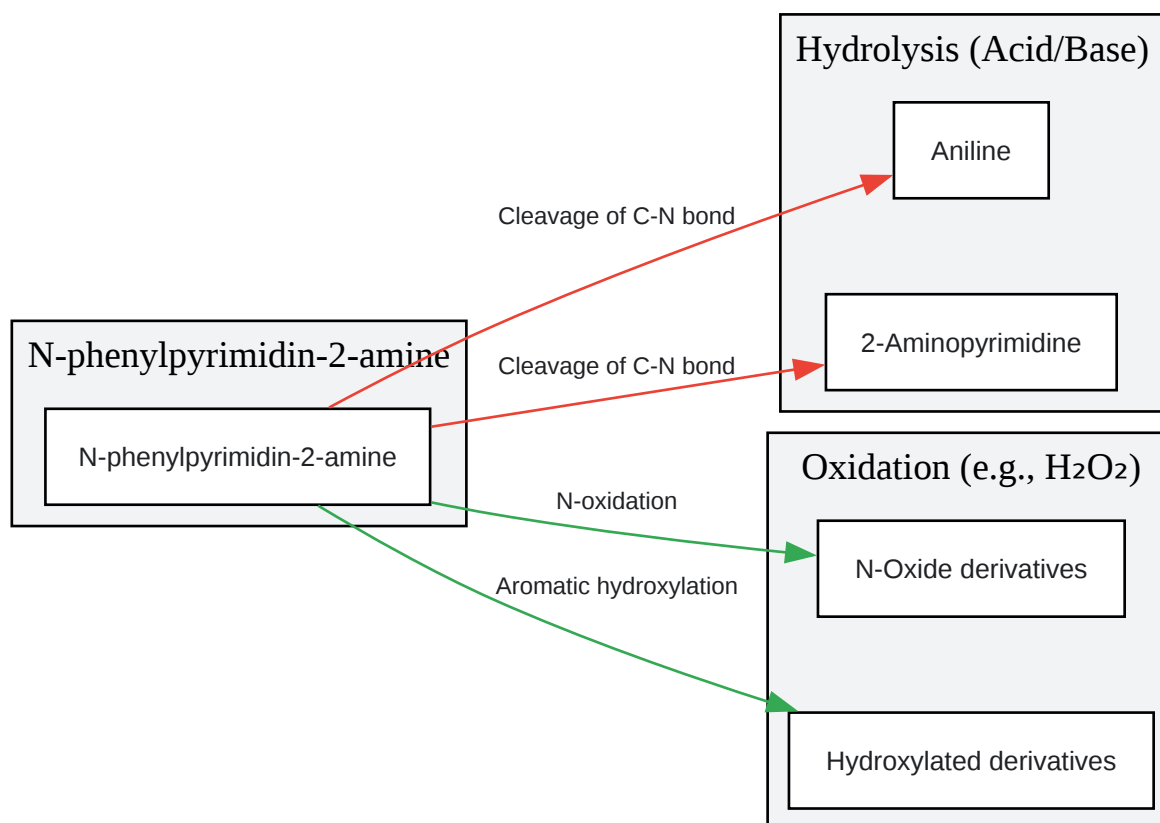 Hydrolysis (Acid/Base)
Aniline
Cleavage of C-N bond
2-Aminopyrimidine
Cleavage of C-N bond
N-phenylpyrimidin-2-amine
N-phenylpyrimidin-2-amine
Oxidation (e.g., H₂O₂)
N-oxidation
N-Oxide derivatives
Aromatic hydroxylation
Hydroxylated derivatives